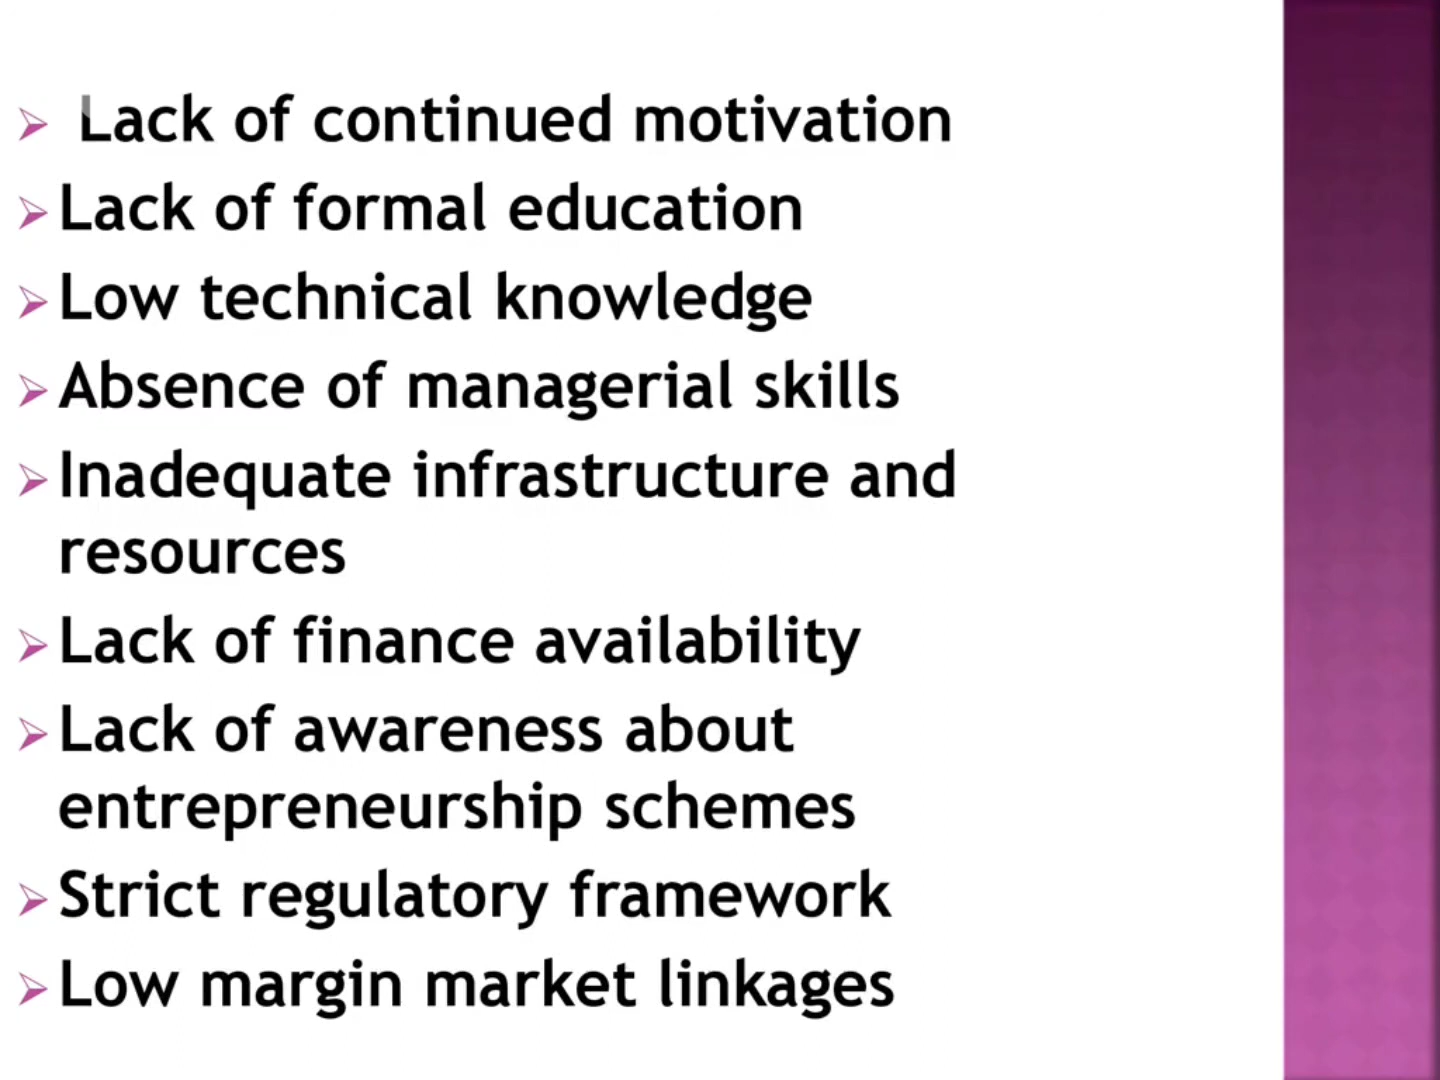 ➢ Lack of continued motivation
➢ Lack of formal education
➢ Low technical knowledge
➢ Absence of managerial skills
➢ Inadequate infrastructure and
resources
➢ Lack of finance availability
➢ Lack of awareness about
entrepreneurship schemes
➢ Strict regulatory framework
➢ Low margin market linkages